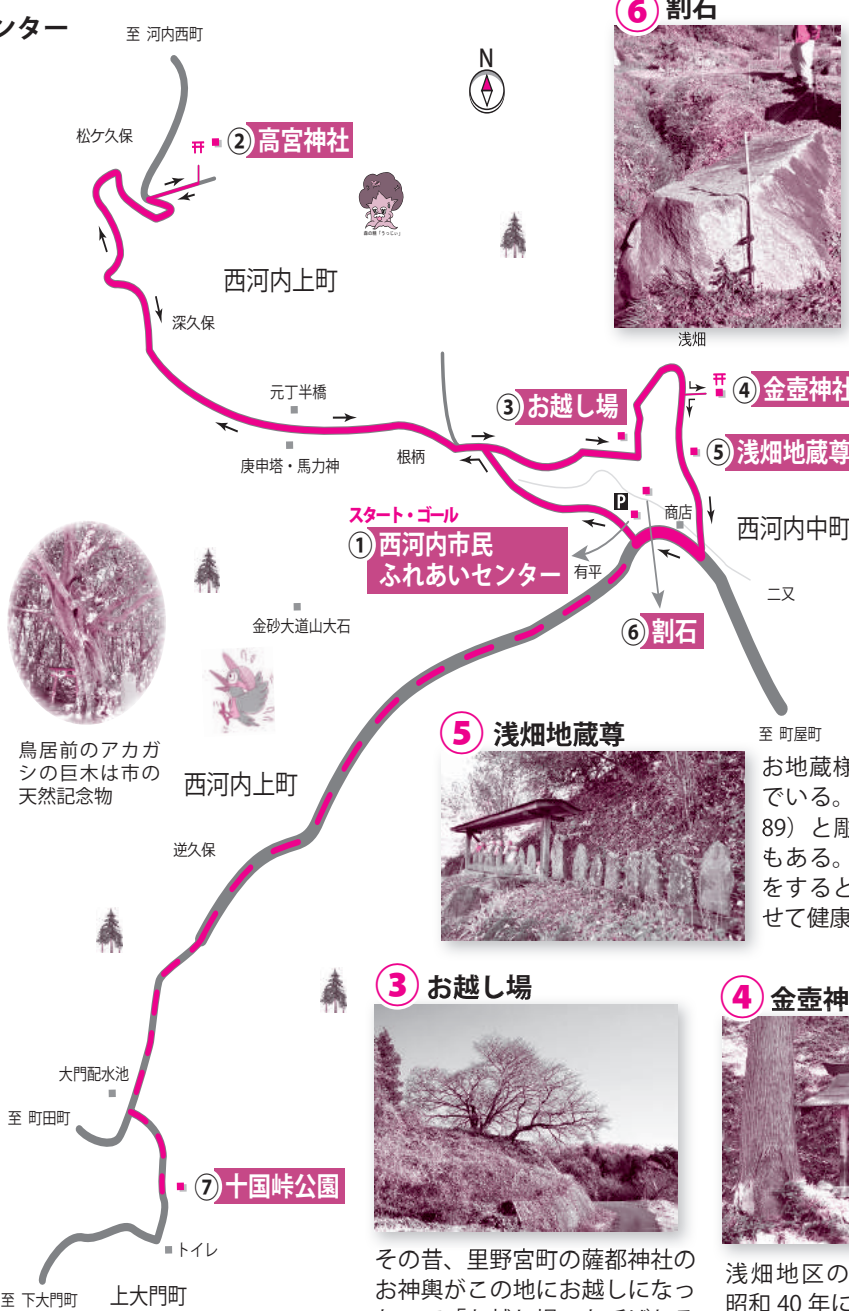 ンター
至 河内西町
⑥ 割石
N
松ケ久保
② 高宮神社
森の精「うっじぃ」
西河内上町
深久保
浅畑
元丁半橋
③ お越し場
④ 金壺神社
庚申塔・馬力神
根柄
⑤ 浅畑地蔵尊
スタート・ゴール
P
商店
① 西河内市民
ふれあいセンター
西河内中町
有平
二又
金砂大道山大石
⑥ 割石
鳥居前のアカガ
シの巨木は市の
天然記念物
⑤ 浅畑地蔵尊
至 町屋町
西河内上町
お地蔵様
でいる。
89）と彫
もある。
をすると
せて健康
逆久保
③ お越し場
④ 金壺神
大門配水池
至 町田町
⑦ 十国峠公園
トイレ
至 下大門町
上大門町
その昔、里野宮町の薩都神社の
お神輿がこの地にお越しになっ
浅畑地区の
昭和 40 年に